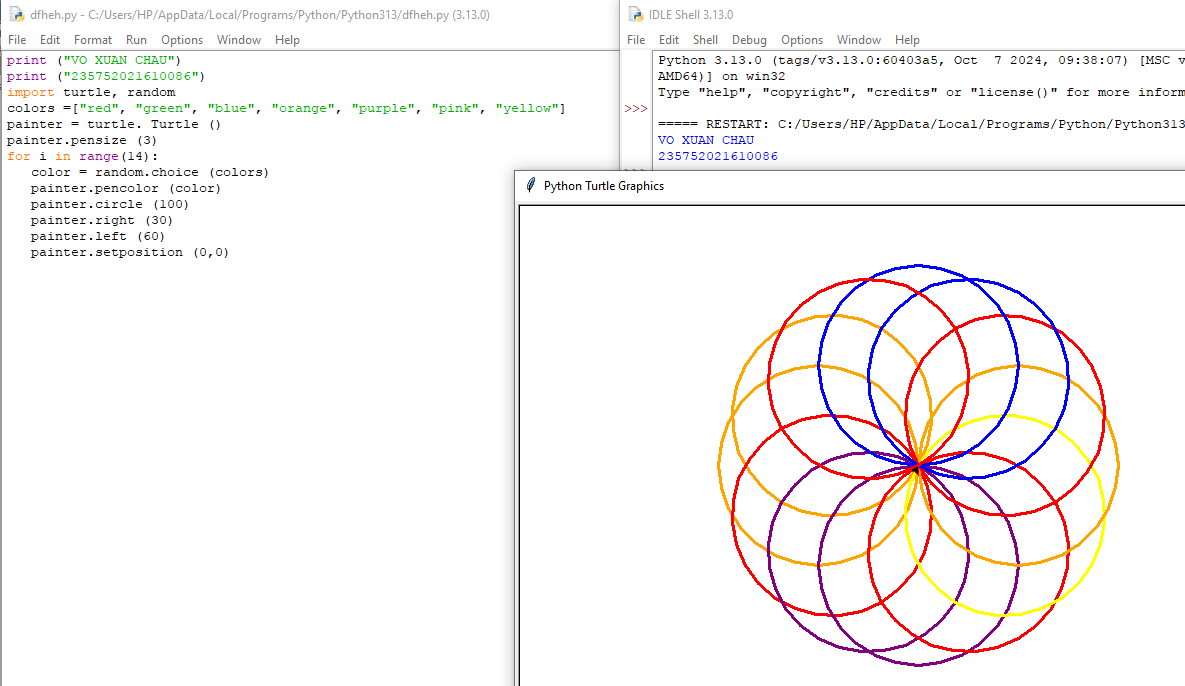 dfheh.py - C:/Users/HP/AppData/Local/Programs/Python/Python313/dfheh.py (3.13.0)
File Edit Format Run Options Window Help
print ("VO XUAN CHAU")
print ("235752021610086")
import turtle, random
colors =["red", "green", "blue", "orange", "purple", "pink", "yellow"]
painter = turtle. Turtle ()
painter.pensize (3)
for i in range(14):
   color = random.choice (colors)
   painter.pencolor (color)
   painter.circle (100)
   painter.right (30)
   painter.left (60)
   painter.setposition (0,0)
IDLE Shell 3.13.0
File Edit Shell Debug Options Window Help
Python 3.13.0 (tags/v3.13.0:60403a5, Oct  7 2024, 09:38:07) [MSC v
AMD64)] on win32
Type "help", "copyright", "credits" or "license()" for more inform
>>>
===== RESTART: C:/Users/HP/AppData/Local/Programs/Python/Python313
VO XUAN CHAU
235752021610086
Python Turtle Graphics